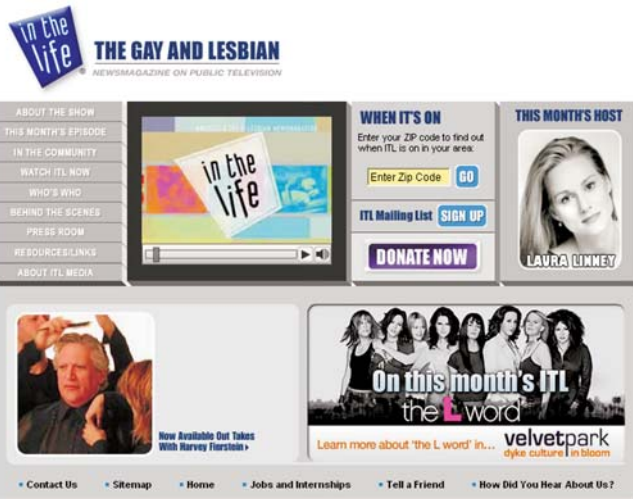 in the
life
®
THE GAY AND LESBIAN
NEWSMAGAZINE ON PUBLIC TELEVISION
ABOUT THE SHOW
THIS MONTH'S EPISODE
IN THE COMMUNITY
WATCH ITL NOW
WHO'S WHO
BEHIND THE SCENES
PRESS ROOM
RESOURCES/LINKS
ABOUT ITL MEDIA
in the
life
WHEN IT'S ON
Enter your ZIP code to find out
when ITL is on in your area:
Enter Zip Code GO
ITL Mailing List SIGN UP
DONATE NOW
THIS MONTH'S HOST
LAURA LINNEY
Now Available Out Takes
With Harvey Fierstein
On this month's ITL
the L word
Learn more about 'the L word' in...
velvetpark
dyke culture in bloom
Contact Us
Sitemap
Home
Jobs and Internships
Tell a Friend
How Did You Hear About Us?